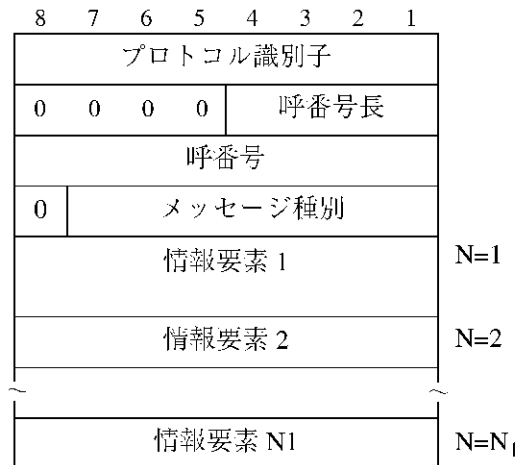 8 7 6 5 4 3 2 1
プロトコル識別子
0 0 0 0 呼番号長
呼番号
0 メッセージ種別
情報要素 1 N=1
情報要素 2 N=2
~ ~
情報要素 N1 N=N1